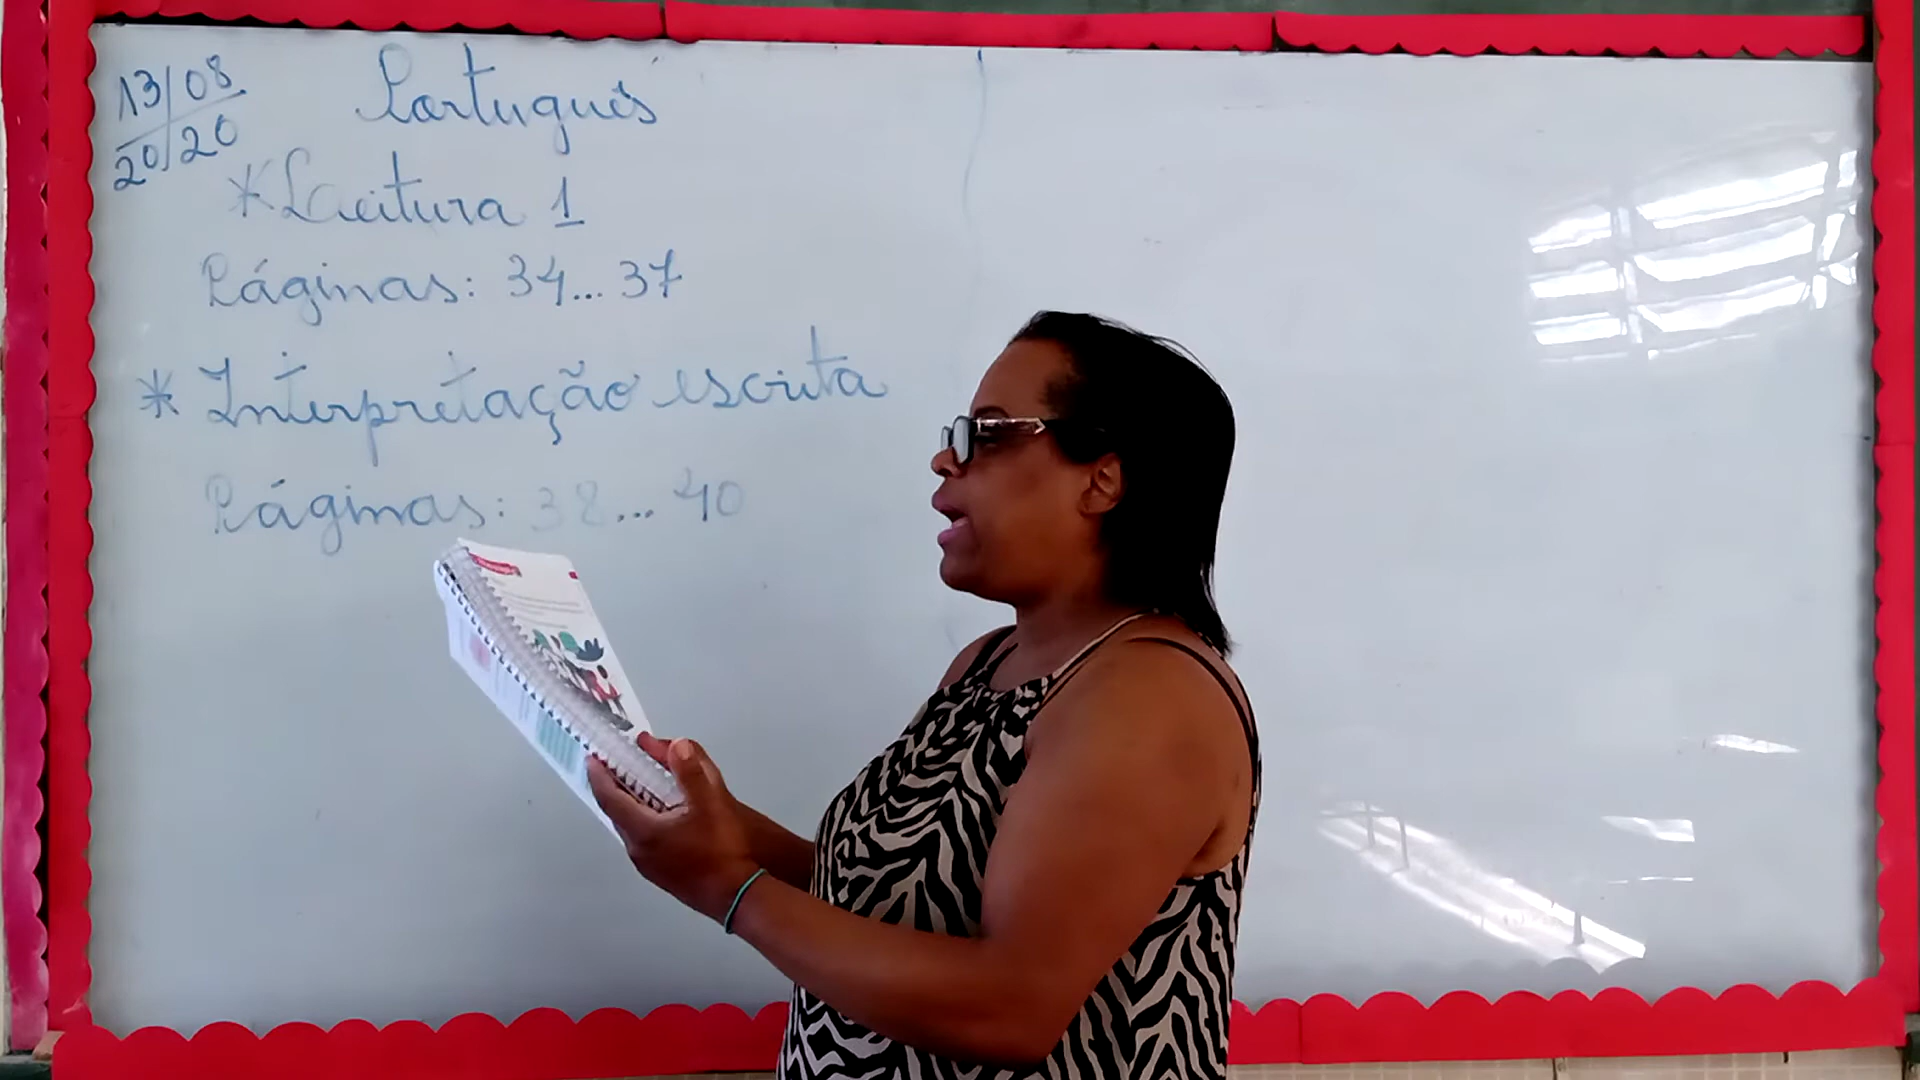 13/08
20/20
Português
*Leitura 1
Páginas: 34... 37
* Interpretação escrita
Páginas: 38... 40